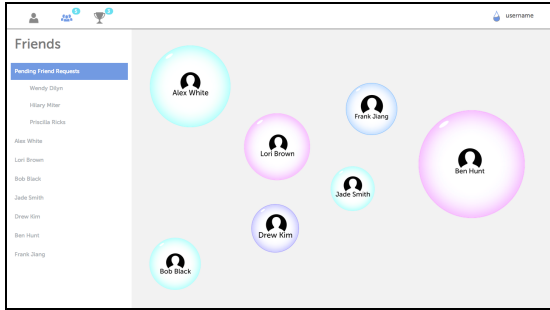 username
Friends
Pending Friend Requests
Wendy Dilyn
Hilary Miter
Priscilla Ricks
Alex White
Lori Brown
Bob Black
Jade Smith
Drew Kim
Ben Hunt
Frank Jiang
Alex White
Frank Jiang
Lori Brown
Ben Hunt
Jade Smith
Drew Kim
Bob Black